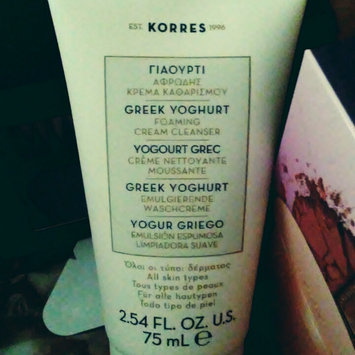 EST. KORRES 1996
ΓΙΑΟΥΡΤΙ
ΑΦΡΩΔΗΣ
ΚΡΕΜΑ ΚΑΘΑΡΙΣΜΟΥ
GREEK YOGHURT
FOAMING
CREAM CLEANSER
YOGOURT GREC
CRÈME NETTOYANTE
MOUSSANTE
GREEK YOGHURT
EMULGIERENDE
WASCHCREME
YOGUR GRIEGO
EMULSIÓN ESPUMOSA
LIMPIADORA SUAVE
Όλοι οι τύποι δέρματος
All skin types
Tous types de peaux
Für alle hautypen
Todo tipo de piel
2.54 FL. OZ. U.S.
75 mL ℮